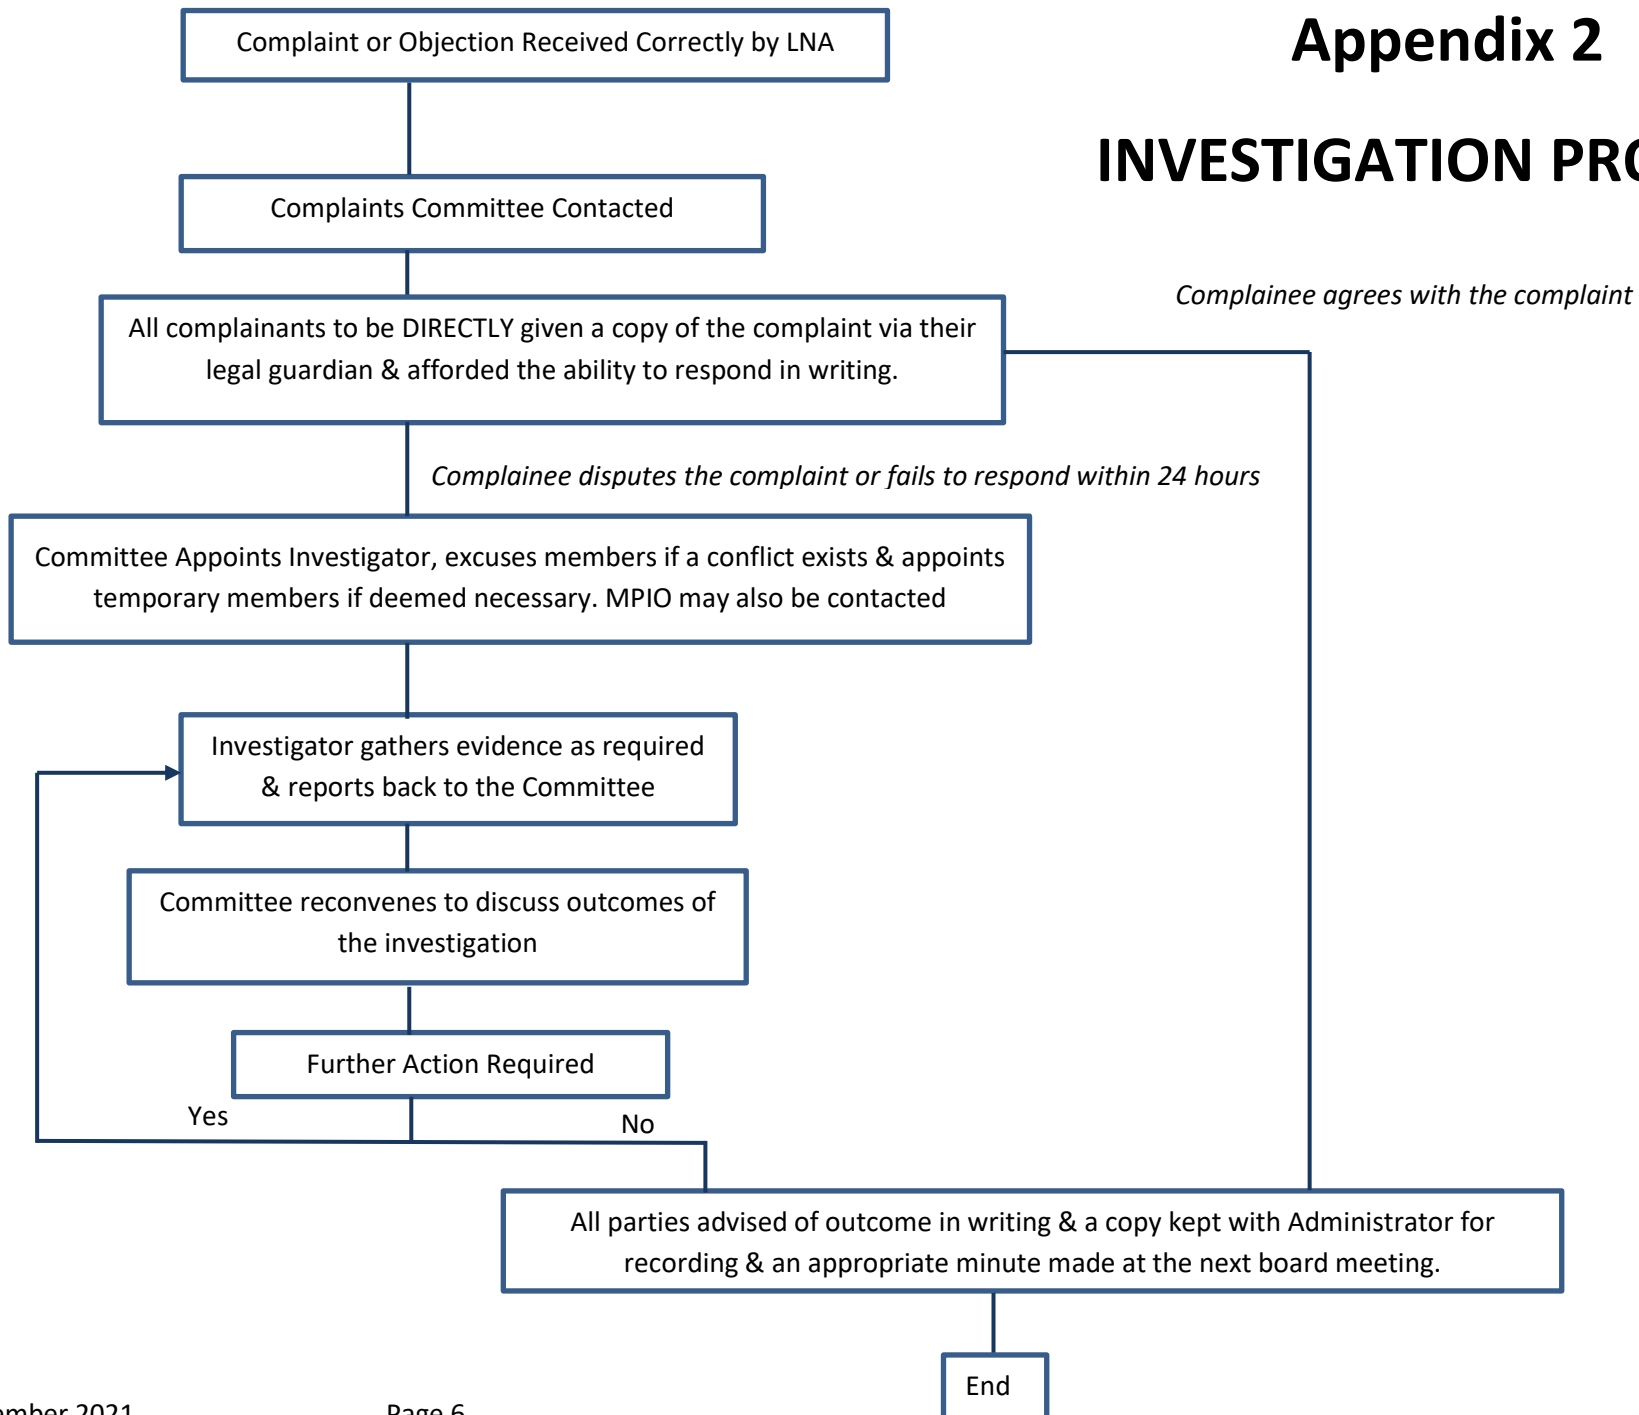 Complaint or Objection Received Correctly by LNA
Appendix 2
INVESTIGATION
Complaints Committee Contacted
Complainee agrees with the complaint
All complainants to be DIRECTLY given a copy of the complaint via their
legal guardian & afforded the ability to respond in writing.
Complainee disputes the complaint or fails to respond within 24 hours
Committee Appoints Investigator, excuses members if a conflict exists & appoints
temporary members if deemed necessary. MPIO may also be contacted
Investigator gathers evidence as required
& reports back to the Committee
Committee reconvenes to discuss outcomes of
the investigation
Further Action Required
Yes
No
All parties advised of outcome in writing & a copy kept with Administrator for
recording & an appropriate minute made at the next board meeting.
End
2021
Page 6